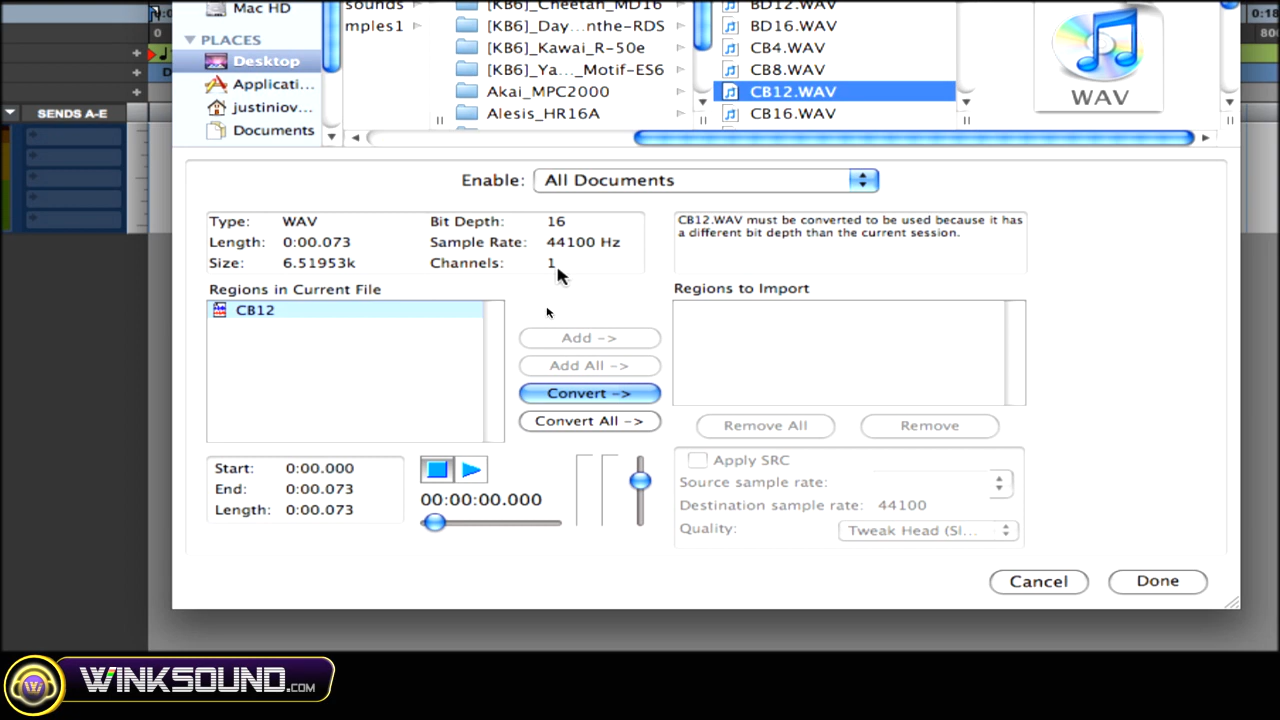 Mac HD
PLACES
Desktop
Applicati...
justiniov...
Documents
sounds
mples1
[KB6]_Cheetah_MD16
[KB6]_Day...nthe-RDS
[KB6]_Kawai_R-50e
[KB6]_Ya..._Motif-ES6
Akai_MPC2000
Alesis_HR16A
BD12.WAV
BD16.WAV
CB4.WAV
CB8.WAV
CB12.WAV
CB16.WAV
WAV
0:18
800
0
SENDS A-E
Enable: All Documents
Type: WAV
Length: 0:00.073
Size: 6.51953k
Bit Depth: 16
Sample Rate: 44100 Hz
Channels: 1
CB12.WAV must be converted to be used because it has
a different bit depth than the current session.
Regions in Current File
CB12
Add ->
Add All ->
Convert ->
Convert All ->
Regions to Import
Remove All
Remove
Start: 0:00.000
End: 0:00.073
Length: 0:00.073
00:00:00.000
Apply SRC
Source sample rate:
Destination sample rate: 44100
Quality: Tweak Head (Sl...
Cancel
Done
WINKSOUND.COM